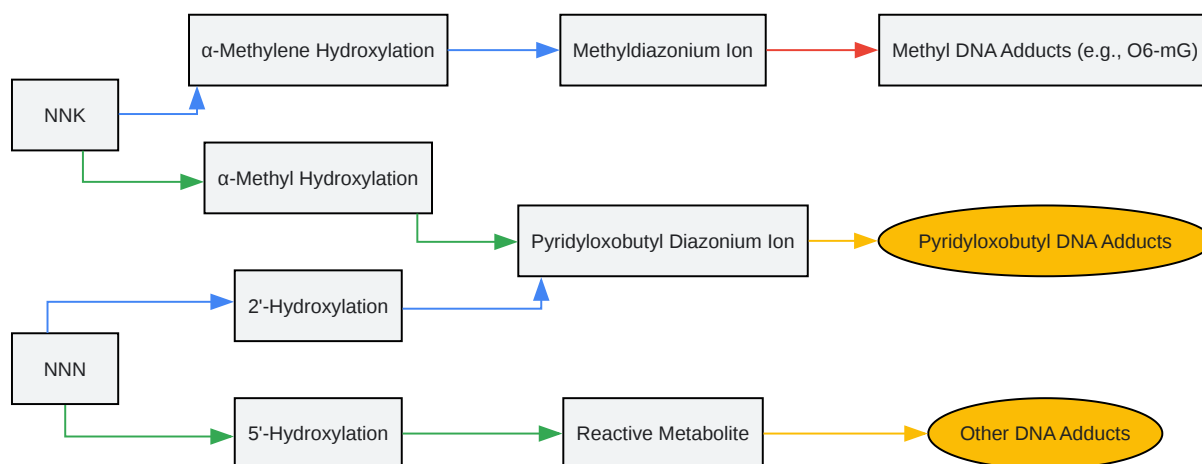 α-Methylene Hydroxylation
Methyldiazonium Ion
Methyl DNA Adducts (e.g., O6-mG)
NNK
α-Methyl Hydroxylation
Pyridyloxobutyl Diazonium Ion
Pyridyloxobutyl DNA Adducts
2'-Hydroxylation
NNN
5'-Hydroxylation
Reactive Metabolite
Other DNA Adducts